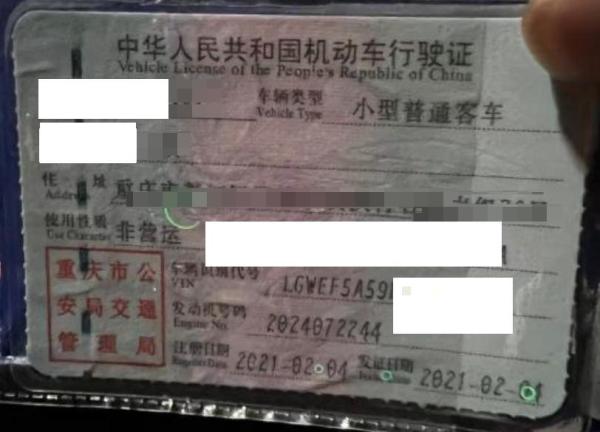 中华人民共和国机动车行驶证
Vehicle License of the People's Republic of China
车辆类型 小型普通客车
Vehicle Type
住 址 重庆市
Address
使用性质 非营运
Use Character
重庆市公
安局交通
管理局
车辆识别代号 LGWEF5A59
VIN
发动机号码 2024072244
Engine No.
注册日期 2021-02-04 发证日期 2021-02-04
Register Date